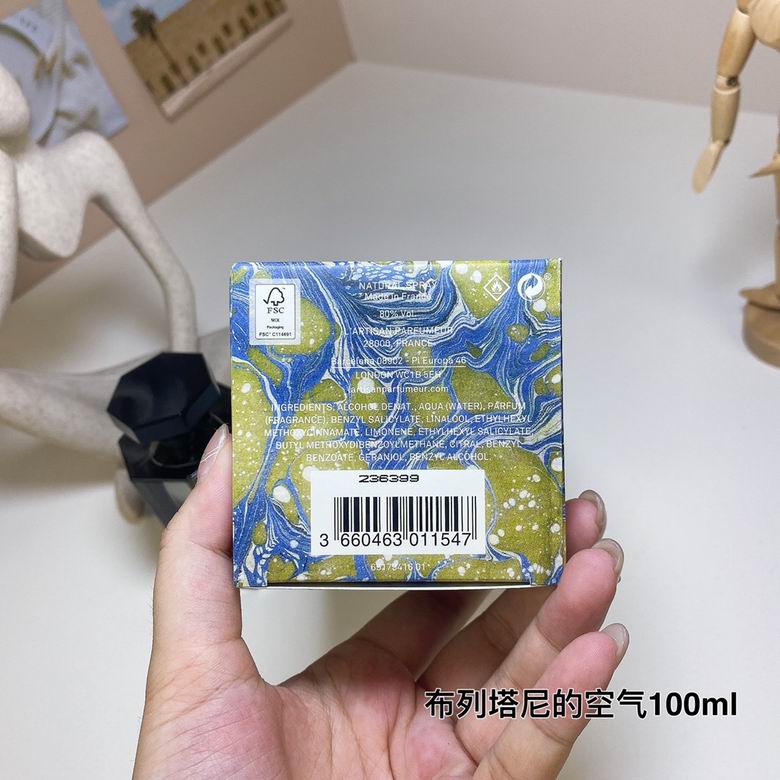 FSC
MIX
Packaging
FSC® C114691
NATURAL SPRAY
Made in France
80% Vol.
L'ARTISAN PARFUMEUR
28000, FRANCE
Barcelona 08902 - Pl Europa 46
LONDON WC1B 5EH
artisanparfumeur.com
INGREDIENTS: ALCOHOL DENAT., AQUA (WATER), PARFUM
(FRAGRANCE), BENZYL SALICYLATE, LINALOOL, ETHYLHEXYL
METHOXYCINNAMATE, LIMONENE, ETHYLHEXYL SALICYLATE,
BUTYL METHOXYDIBENZOYLMETHANE, CITRAL, BENZYL
BENZOATE, GERANIOL, BENZYL ALCOHOL.
236399
3 660463 011547
65173416 01
布列塔尼的空气100ml